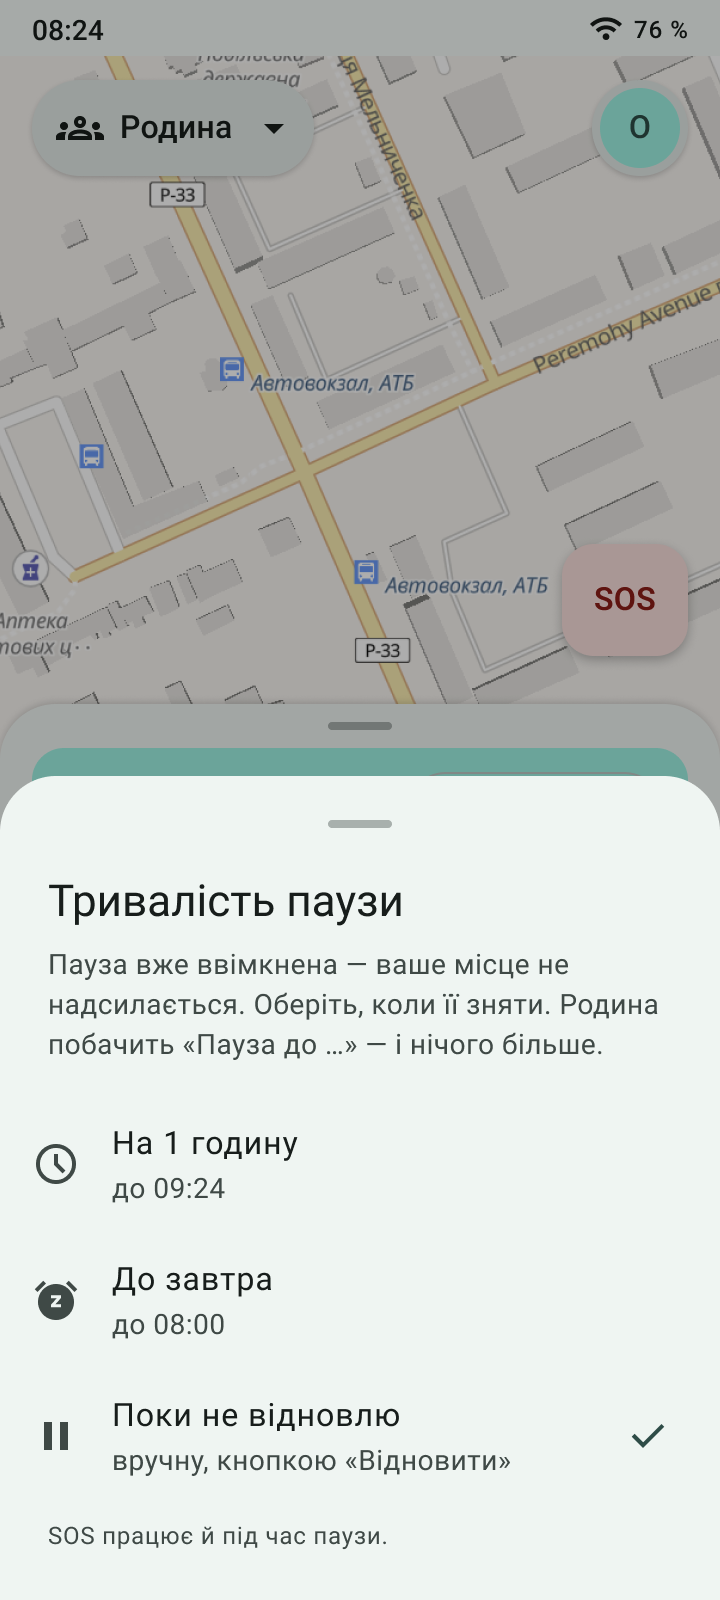 08:24
76 %
державна
Родина
О
Р-33
Мельниченка
Peremohy Avenue
Автовокзал, АТБ
Автовокзал, АТБ
SOS
Аптека
Р-33
Тривалість паузи
Пауза вже ввімкнена — ваше місце не
надсилається. Оберіть, коли її зняти. Родина
побачить «Пауза до …» — і нічого більше.
На 1 годину
до 09:24
До завтра
до 08:00
Поки не відновлю
вручну, кнопкою «Відновити»
SOS працює й під час паузи.